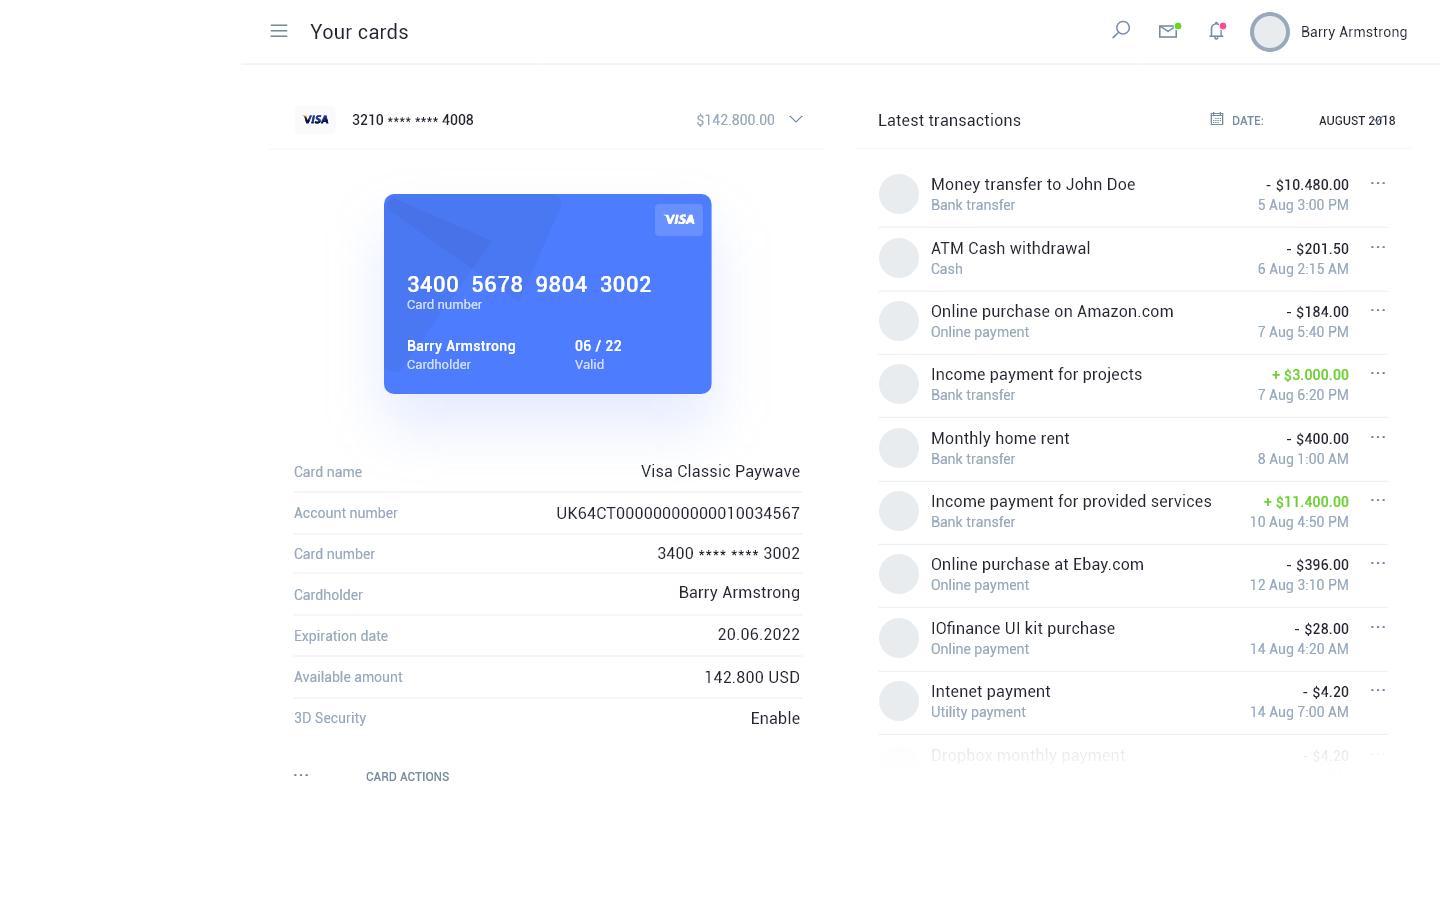 Your cards
Barry Armstrong
VISA 3210 **** **** 4008 $142.800.00
VISA
3400 5678 9804 3002
Card number
Barry Armstrong 06 / 22
Cardholder Valid
Card name Visa Classic Paywave
Account number UK64CT00000000000010034567
Card number 3400 **** **** 3002
Cardholder Barry Armstrong
Expiration date 20.06.2022
Available amount 142.800 USD
3D Security Enable
... CARD ACTIONS
Latest transactions DATE: AUGUST 2018
Money transfer to John Doe - $10.480.00 ...
Bank transfer 5 Aug 3:00 PM
ATM Cash withdrawal - $201.50 ...
Cash 6 Aug 2:15 AM
Online purchase on Amazon.com - $184.00 ...
Online payment 7 Aug 5:40 PM
Income payment for projects + $3.000.00 ...
Bank transfer 7 Aug 6:20 PM
Monthly home rent - $400.00 ...
Bank transfer 8 Aug 1:00 AM
Income payment for provided services + $11.400.00 ...
Bank transfer 10 Aug 4:50 PM
Online purchase at Ebay.com - $396.00 ...
Online payment 12 Aug 3:10 PM
IOfinance UI kit purchase - $28.00 ...
Online payment 14 Aug 4:20 AM
Intenet payment - $4.20 ...
Utility payment 14 Aug 7:00 AM
Dropbox monthly payment - $4.20 ...